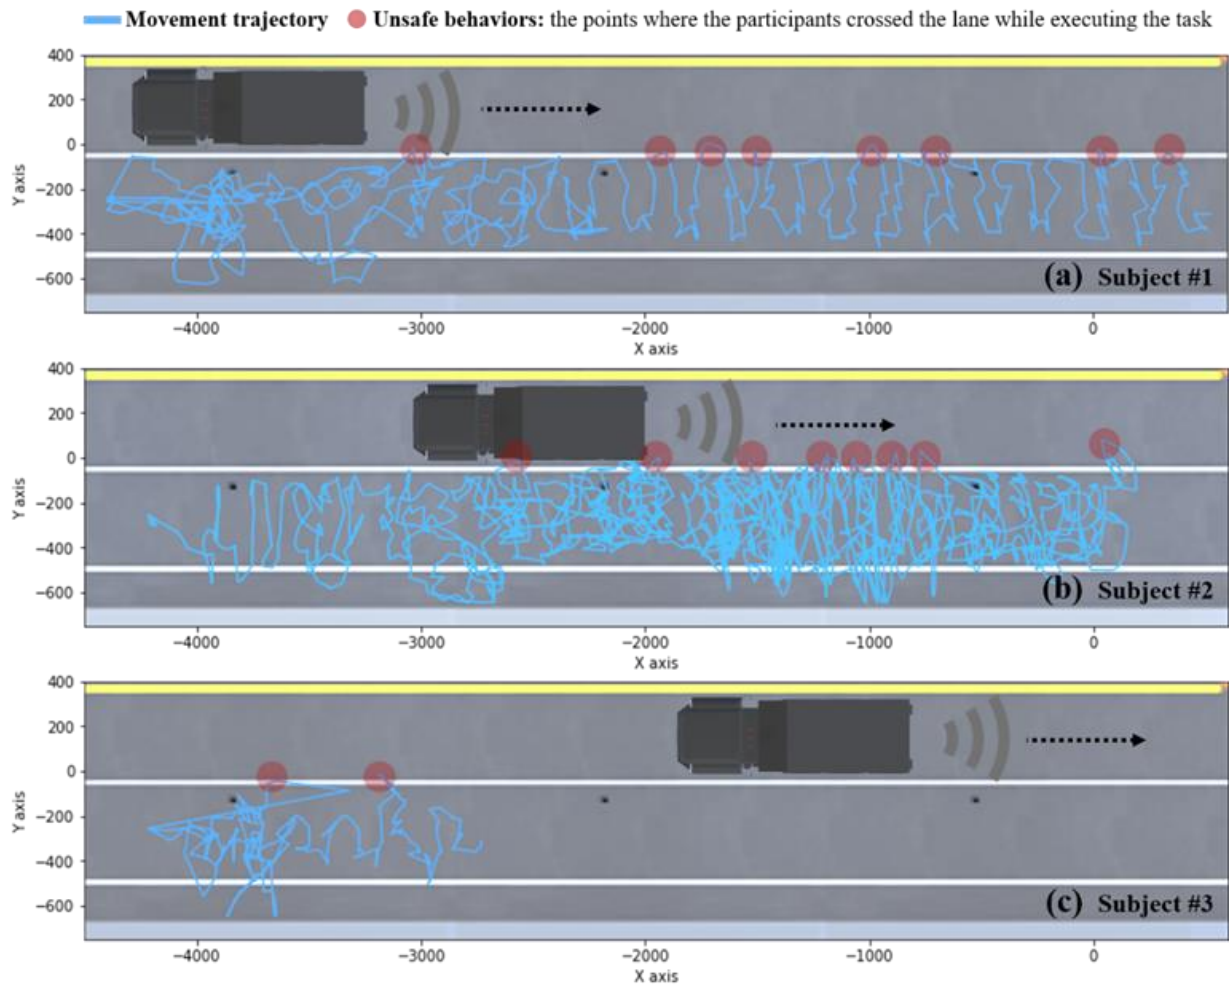 Movement trajectory Unsafe behaviors: the points where the participants crossed the lane while executing the task
400
200
0
−200
−400
−600
Y axis
(a) Subject #1
−4000 −3000 −2000 −1000 0
X axis
400
200
0
−200
−400
−600
Y axis
(b) Subject #2
−4000 −3000 −2000 −1000 0
X axis
400
200
0
−200
−400
−600
Y axis
(c) Subject #3
−4000 −3000 −2000 −1000 0
X axis